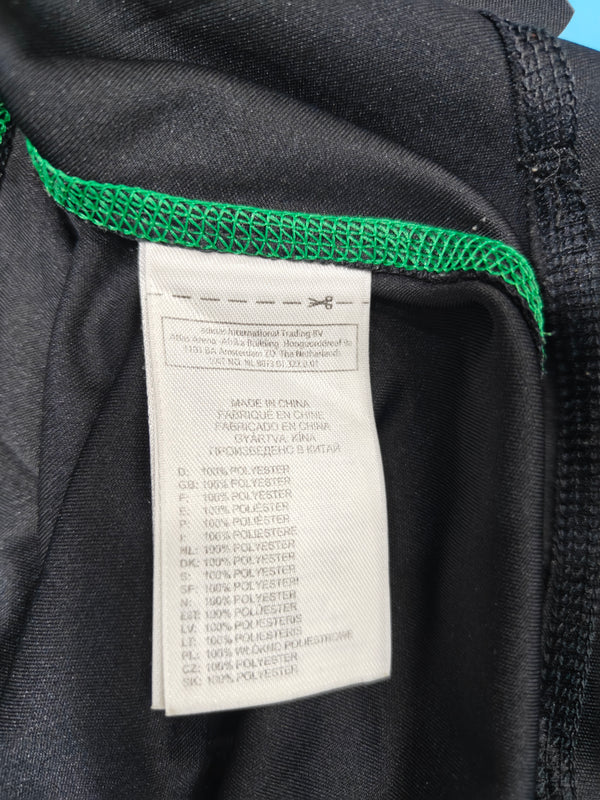 adidas International Trading BV
Atlas Arena, Afrika Building, Hoogoorddreef 9a
1101 BA Amsterdam ZO, The Netherlands
MADE IN CHINA
FABRIQUÉ EN CHINE
FABRICADO EN CHINA
GYÁRTVA: KÍNA
ПРОИЗВЕДЕНО В КИТАЙ
D: 100% POLYESTER
GB: 100% POLYESTER
F: 100% POLYESTER
E: 100% POLIÉSTER
P: 100% POLIÉSTER
I: 100% POLIESTERE
NL: 100% POLYESTER
DK: 100% POLYESTER
S: 100% POLYESTER
SF: 100% POLYESTERI
N: 100% POLYESTER
EST: 100% POLÜESTER
LV: 100% POLIESTERIS
LT: 100% POLIESTERIS
PL: 100% WŁÓKNO POLIESTROWE
CZ: 100% POLYESTER
SK: 100% POLYESTER